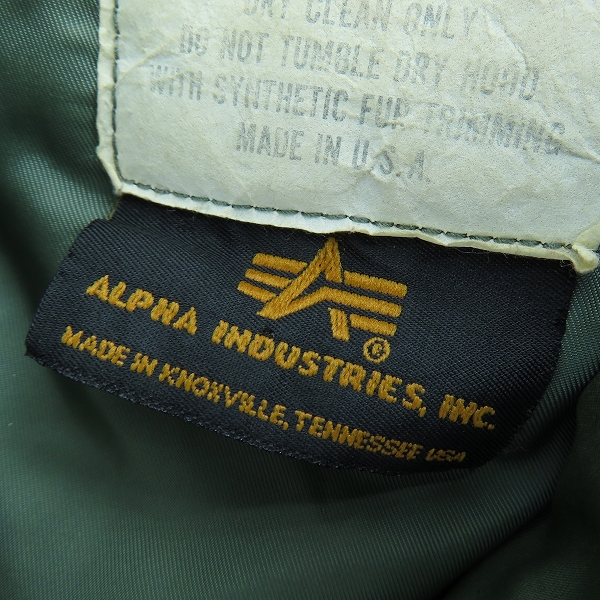 DRY CLEAN ONLY
DO NOT TUMBLE DRY HOOD
WITH SYNTHETIC FUR TRIMMING
MADE IN U.S.A.
ALPHA INDUSTRIES, INC.
®
MADE IN KNOXVILLE, TENNESSEE USA